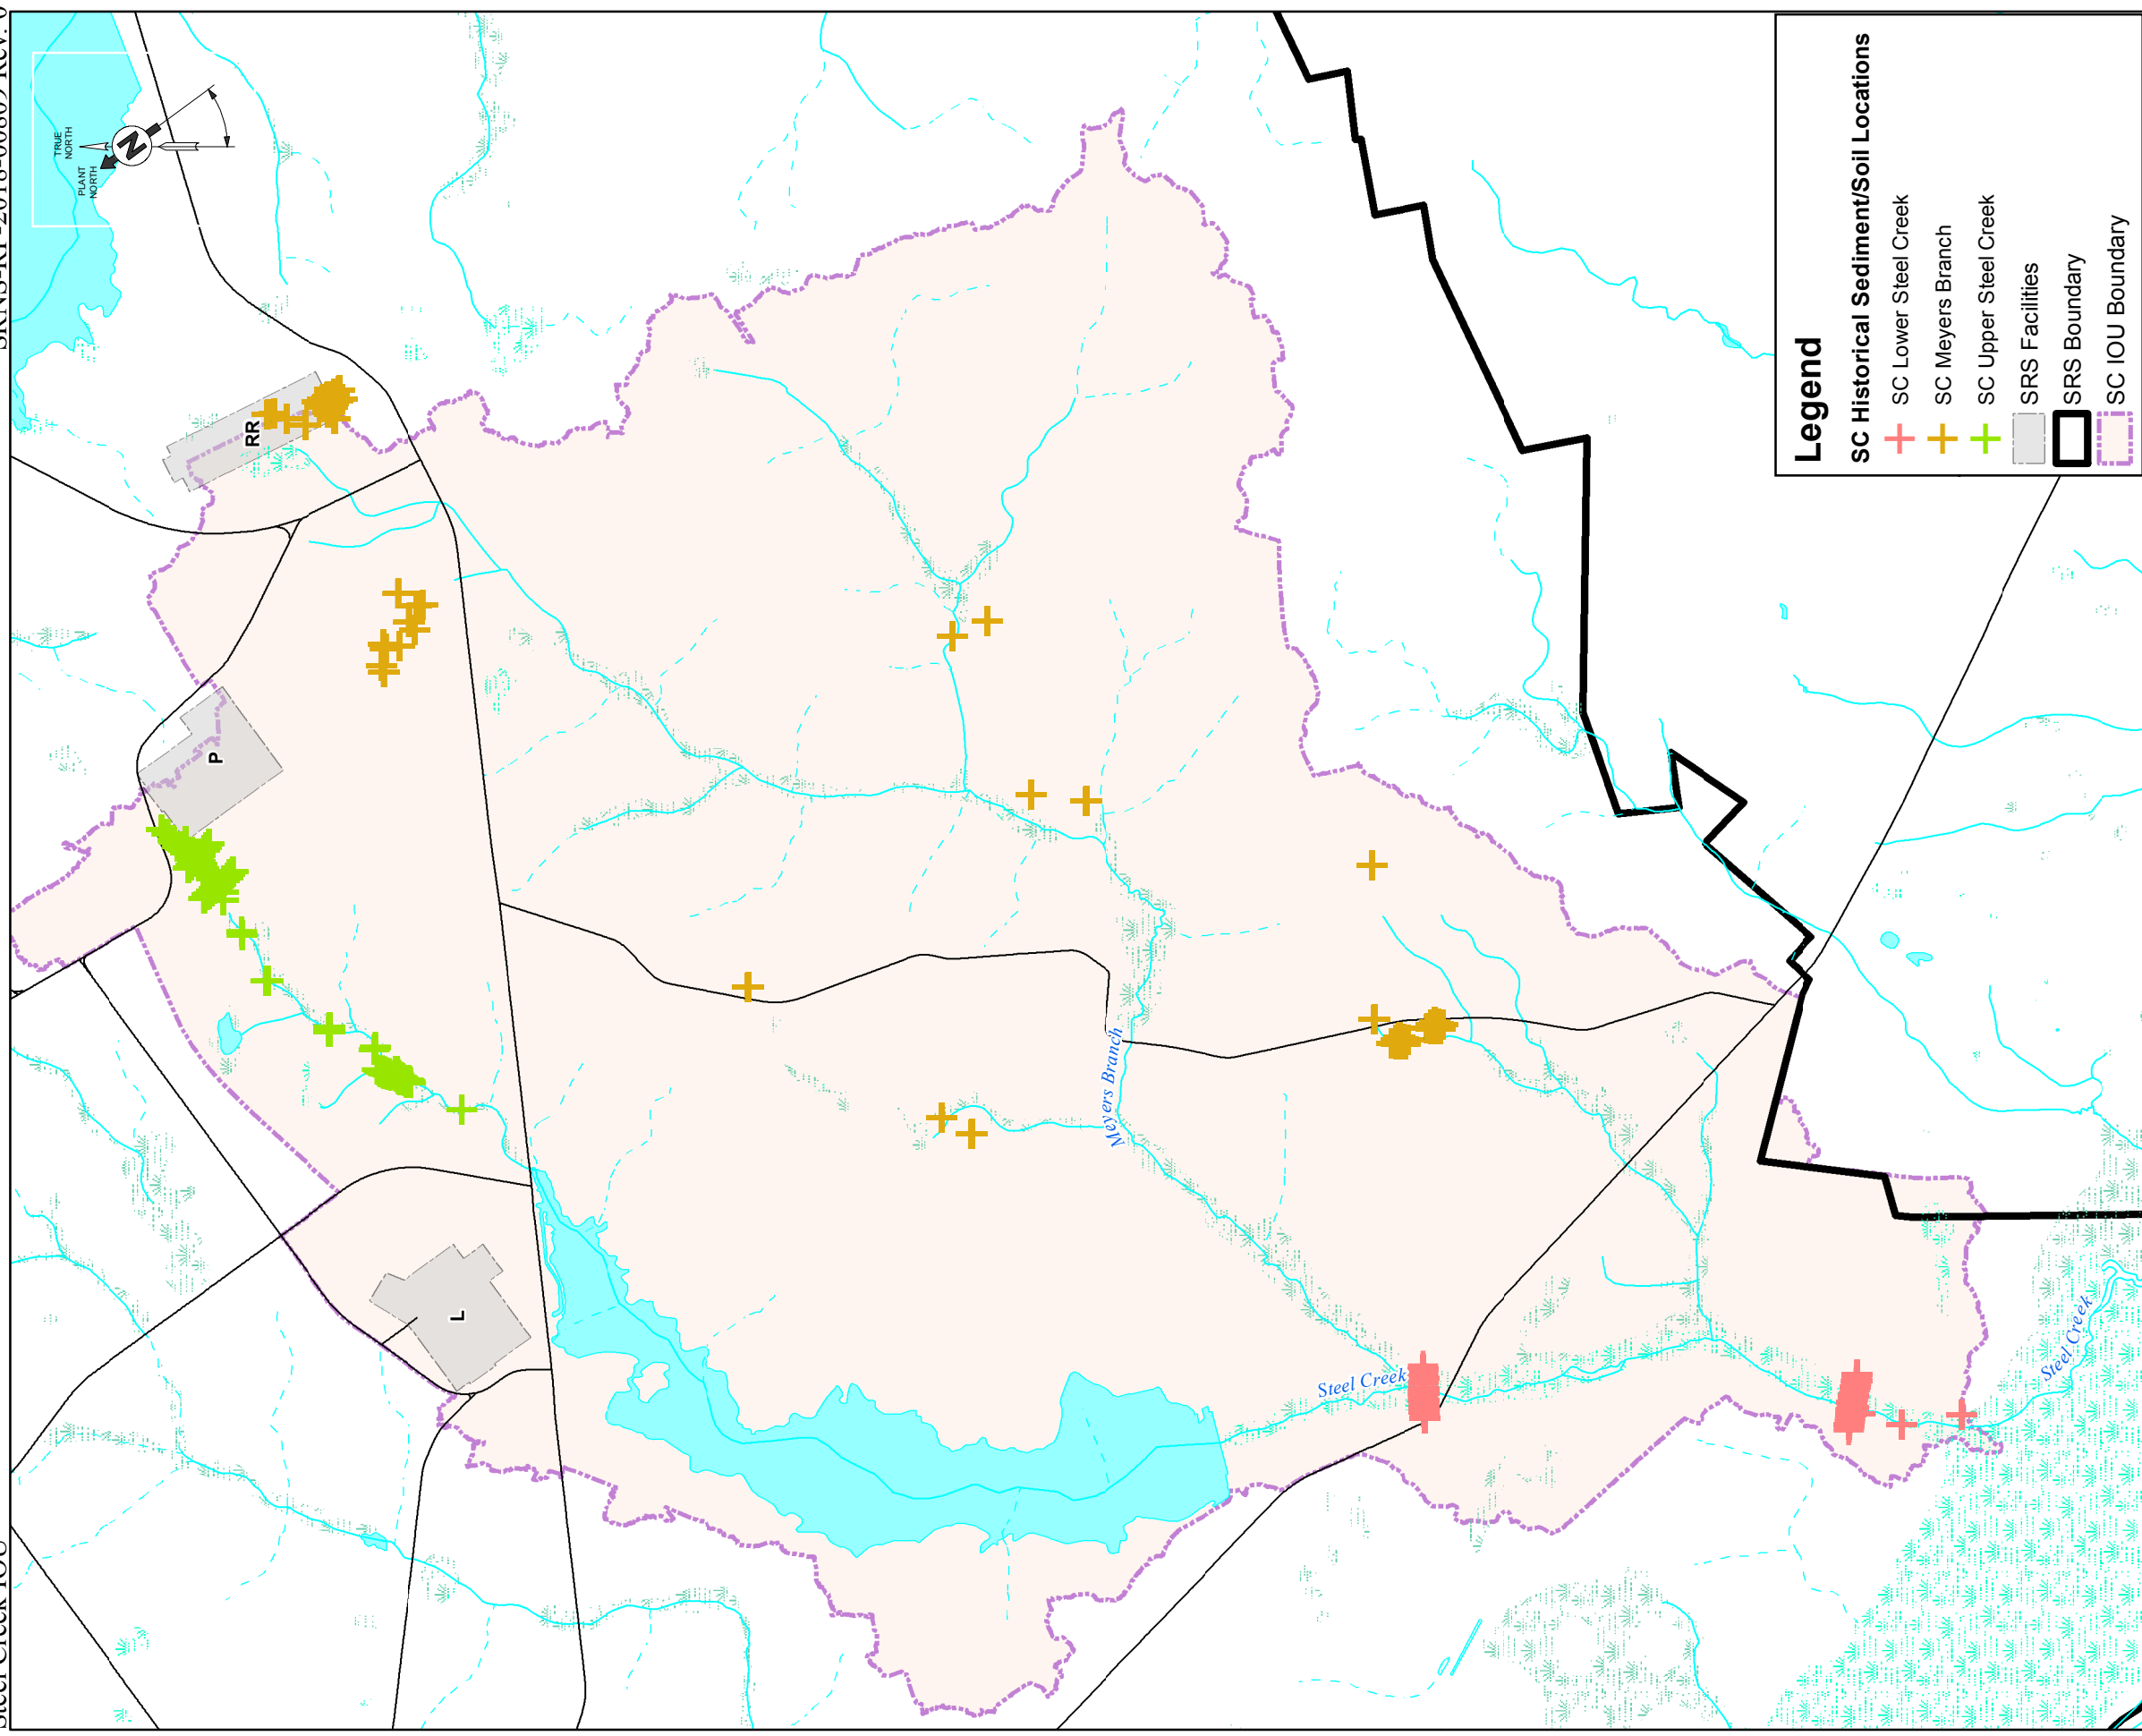 Steel Creek IOU
TRUE
NORTH
PLANT
NORTH
N
RR
P
L
Meyers Branch
Steel Creek
Steel Creek
Legend
SC Historical Sediment/Soil Locations
SC Lower Steel Creek
SC Meyers Branch
SC Upper Steel Creek
SRS Facilities
SRS Boundary
SC IOU Boundary